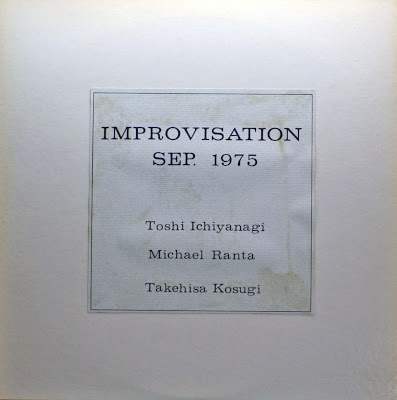 IMPROVISATION
SEP. 1975
Toshi Ichiyanagi
Michael Ranta
Takehisa Kosugi